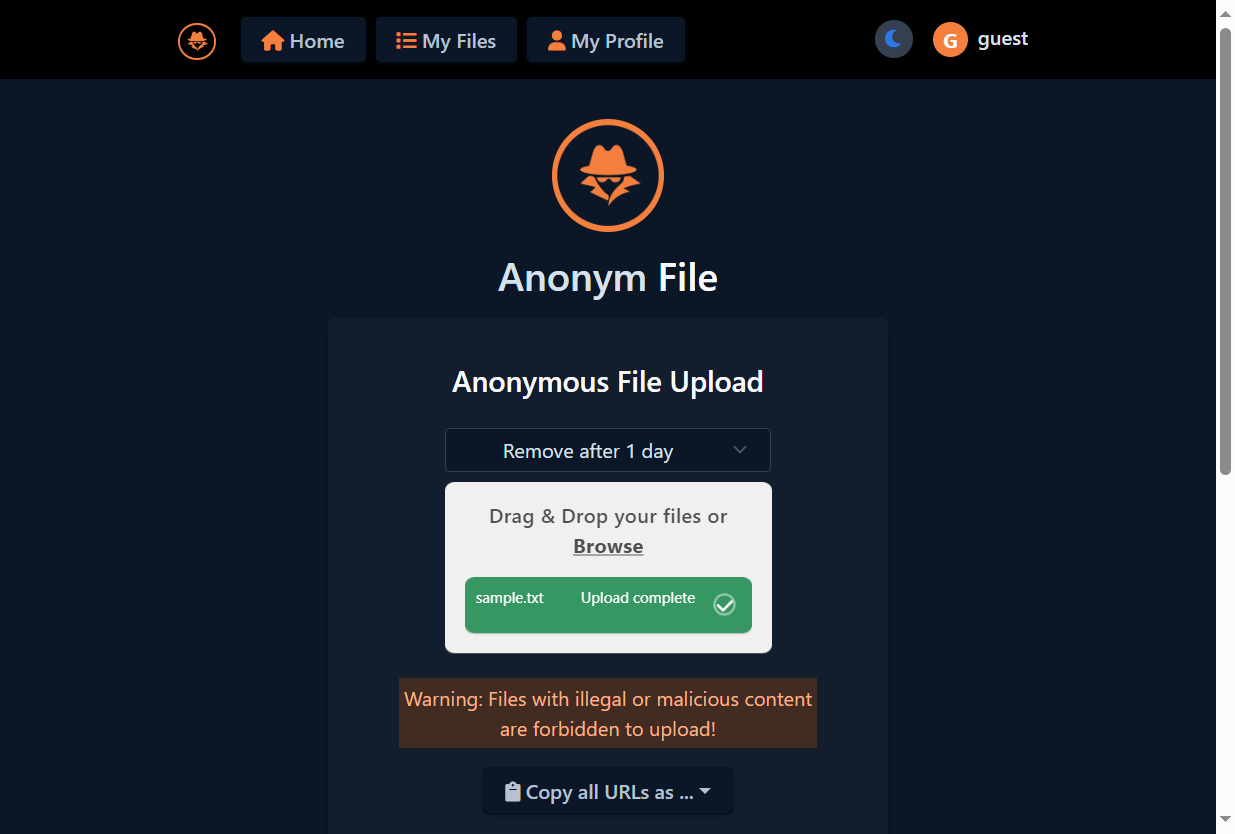 Home
My Files
My Profile
G
guest
Anonym File
Anonymous File Upload
Remove after 1 day
Drag & Drop your files or
Browse
sample.txt
Upload complete
Warning: Files with illegal or malicious content
are forbidden to upload!
Copy all URLs as ...